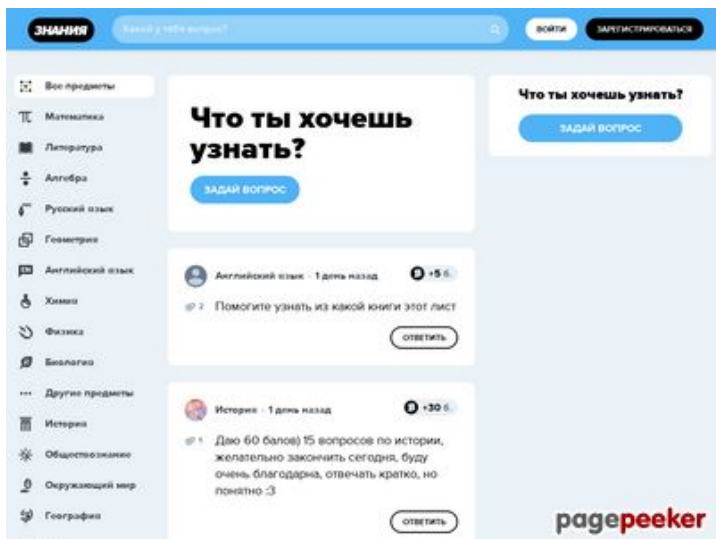 ЗНАНИЯ
Какой у тебя вопрос?
ВОЙТИ
ЗАРЕГИСТРИРОВАТЬСЯ
Все предметы
Математика
Литература
Алгебра
Русский язык
Геометрия
Английский язык
Химия
Физика
Биология
Другие предметы
История
Обществознание
Окружающий мир
География
Что ты хочешь
узнать?
ЗАДАЙ ВОПРОС
Английский язык · 1 день назад
+5 б.
2 Помогите узнать из какой книги этот лист
ОТВЕТИТЬ
История · 1 день назад
+30 б.
1 Даю 60 балов) 15 вопросов по истории,
желательно закончить сегодня, буду
очень благодарна, отвечать кратко, но
понятно :3
ОТВЕТИТЬ
Что ты хочешь узнать?
ЗАДАЙ ВОПРОС
pagepeeker